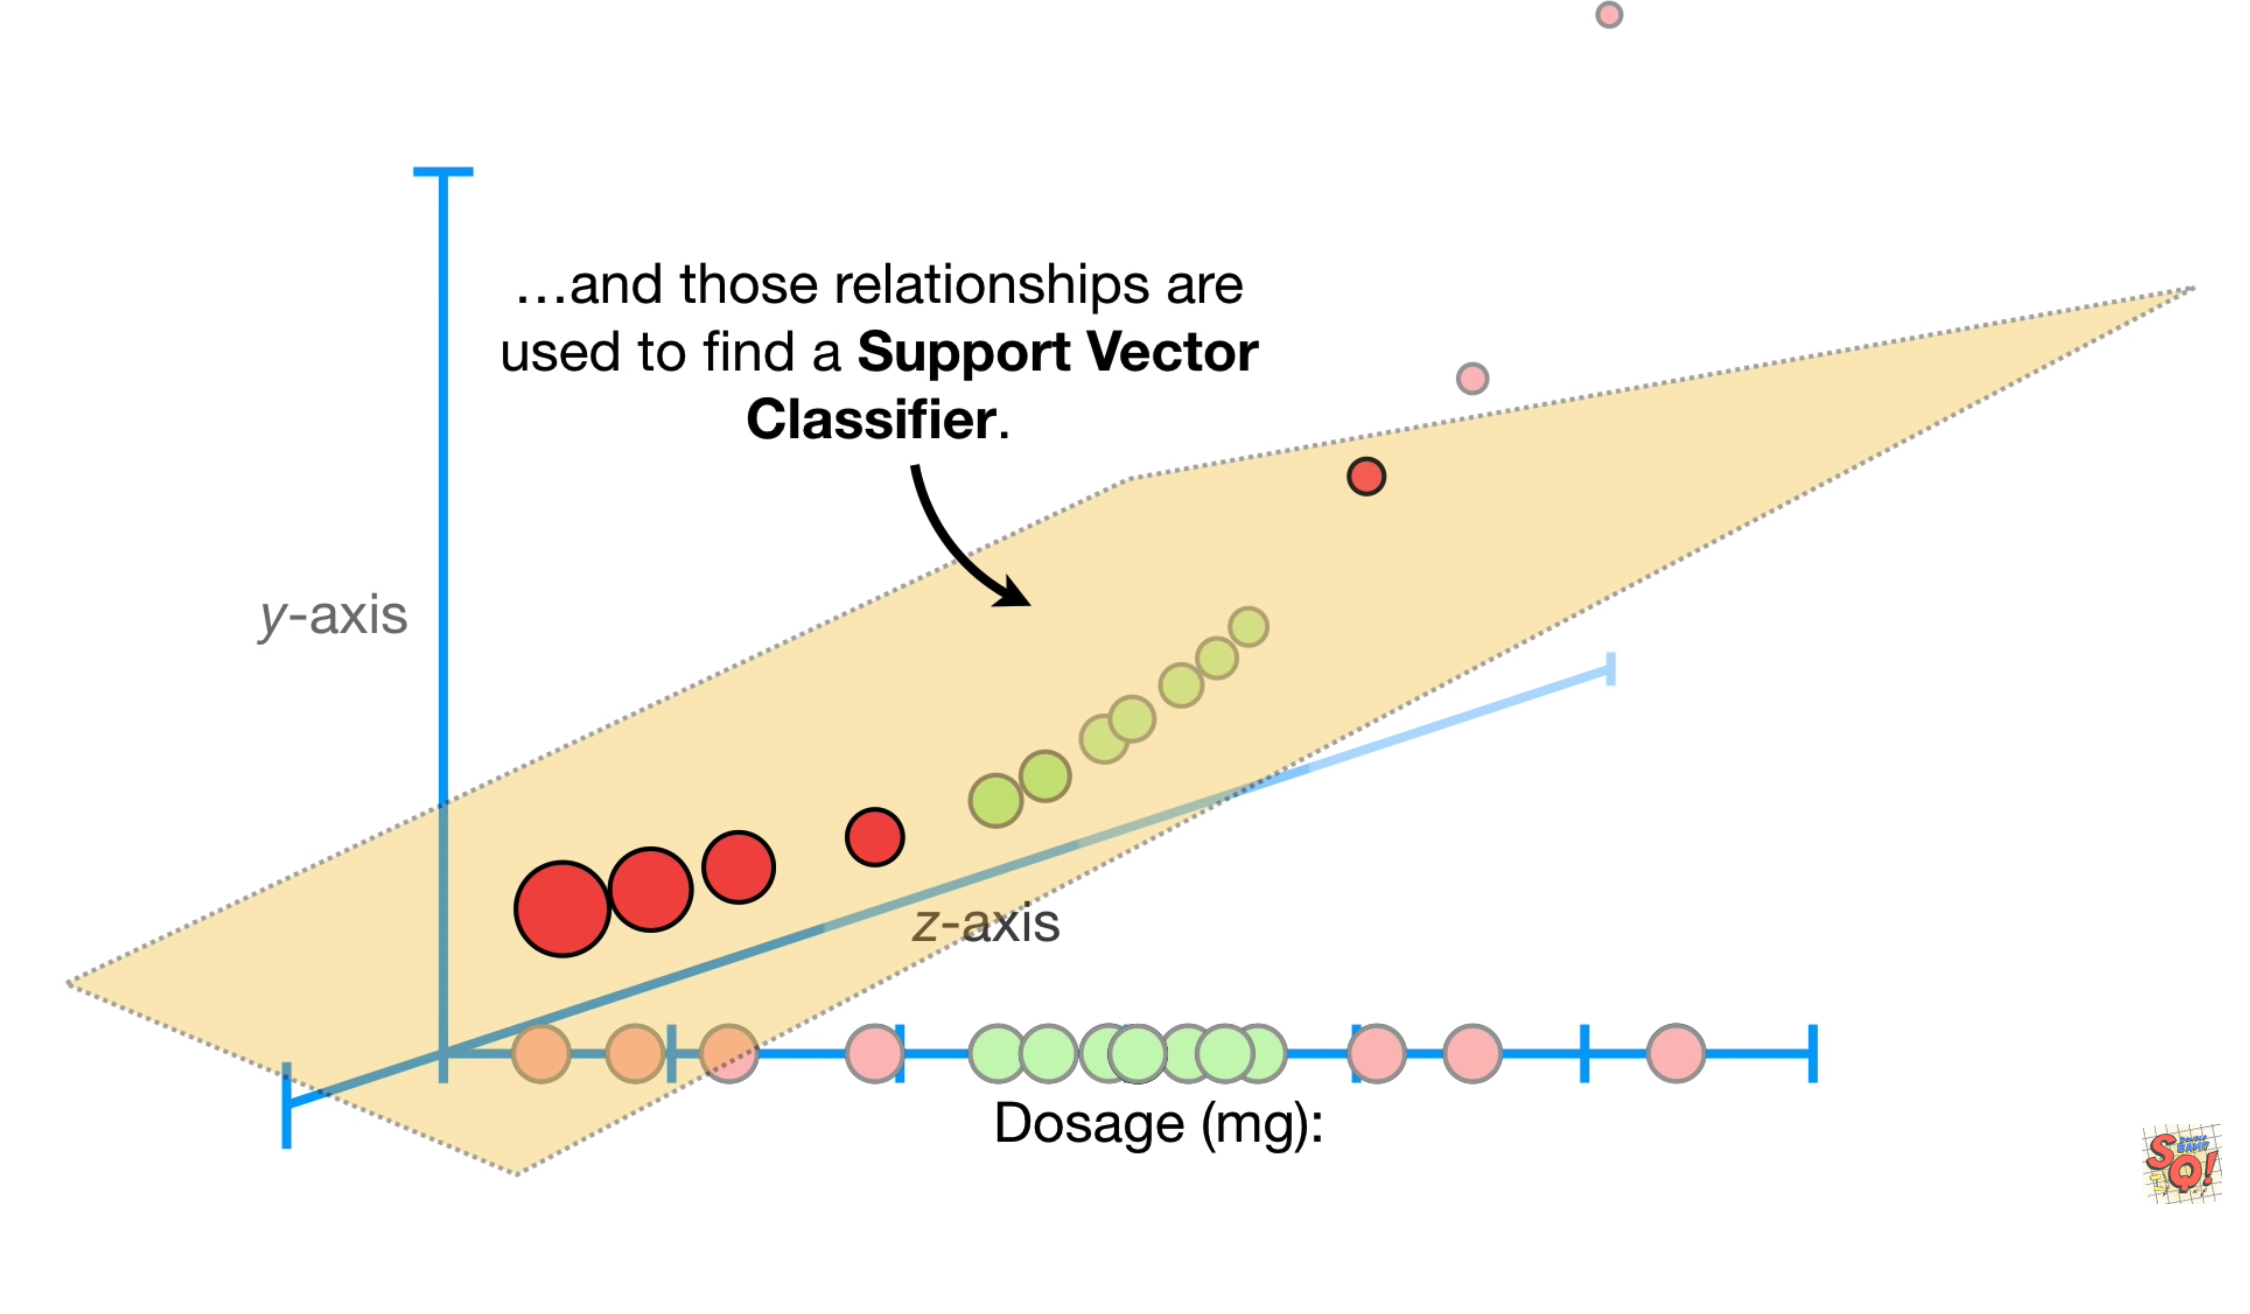 ...and those relationships are
used to find a Support Vector
Classifier.
y-axis
z-axis
Dosage (mg):
SQ!